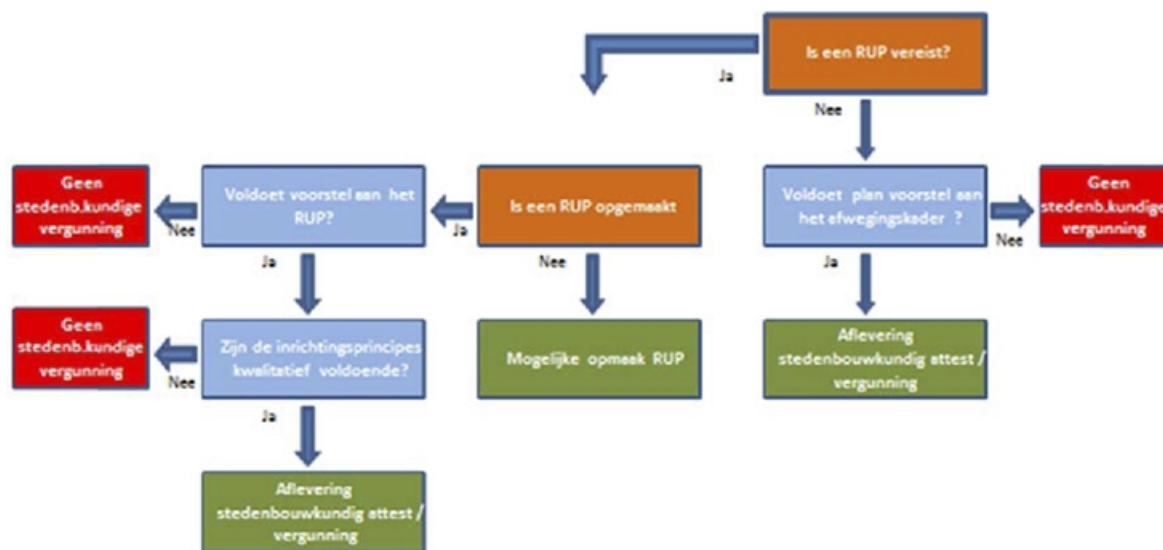 Is een RUP vereist?
Ja
Nee
Geen
stedenb.kundige
vergunning
Nee
Voldoet voorstel aan het
RUP?
Ja
Is een RUP opgemaakt
Voldoet plan voorstel aan
het afwegingskader ?
Nee
Geen
stedenb.kundige
vergunning
Ja
Nee
Ja
Geen
stedenb.kundige
vergunning
Nee
Zijn de inrichtingsprincipes
kwalitatief voldoende?
Mogelijke opmaak RUP
Aflevering
stedenbouwkundig attest /
vergunning
Ja
Aflevering
stedenbouwkundig attest /
vergunning